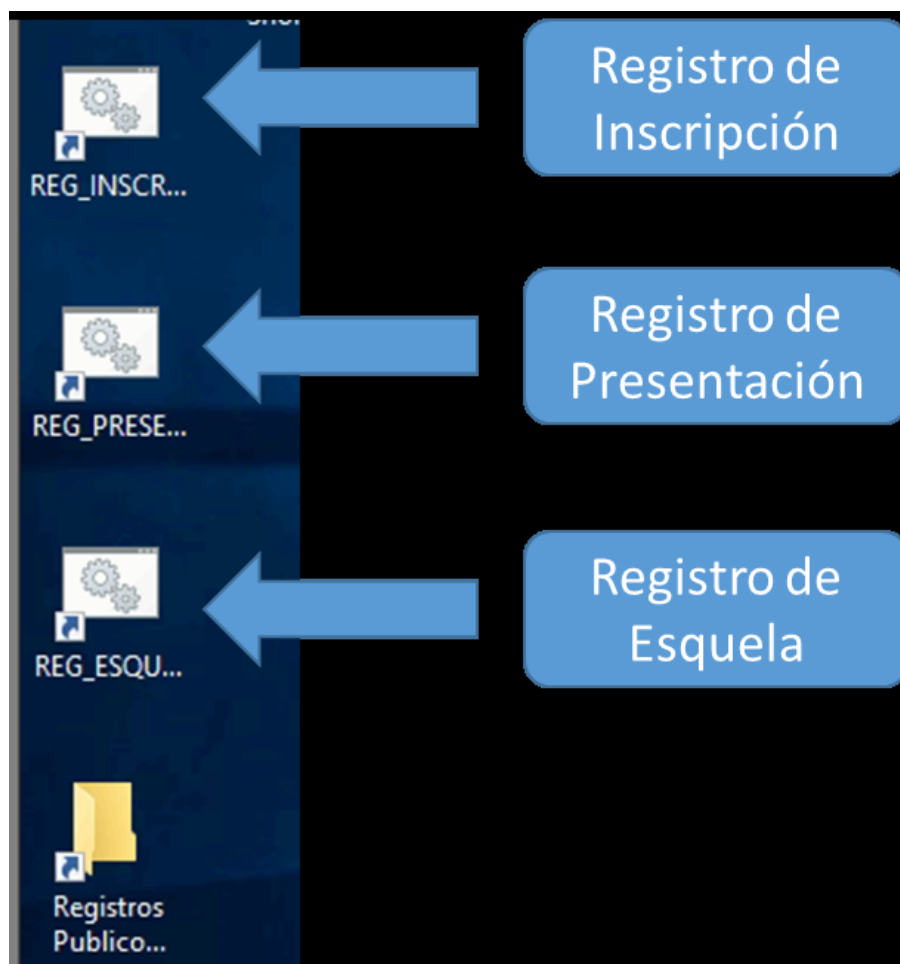 REG_INSCR...
Registro de
Inscripción
REG_PRESE...
Registro de
Presentación
REG_ESQU...
Registro de
Esquela
Registros
Publico...